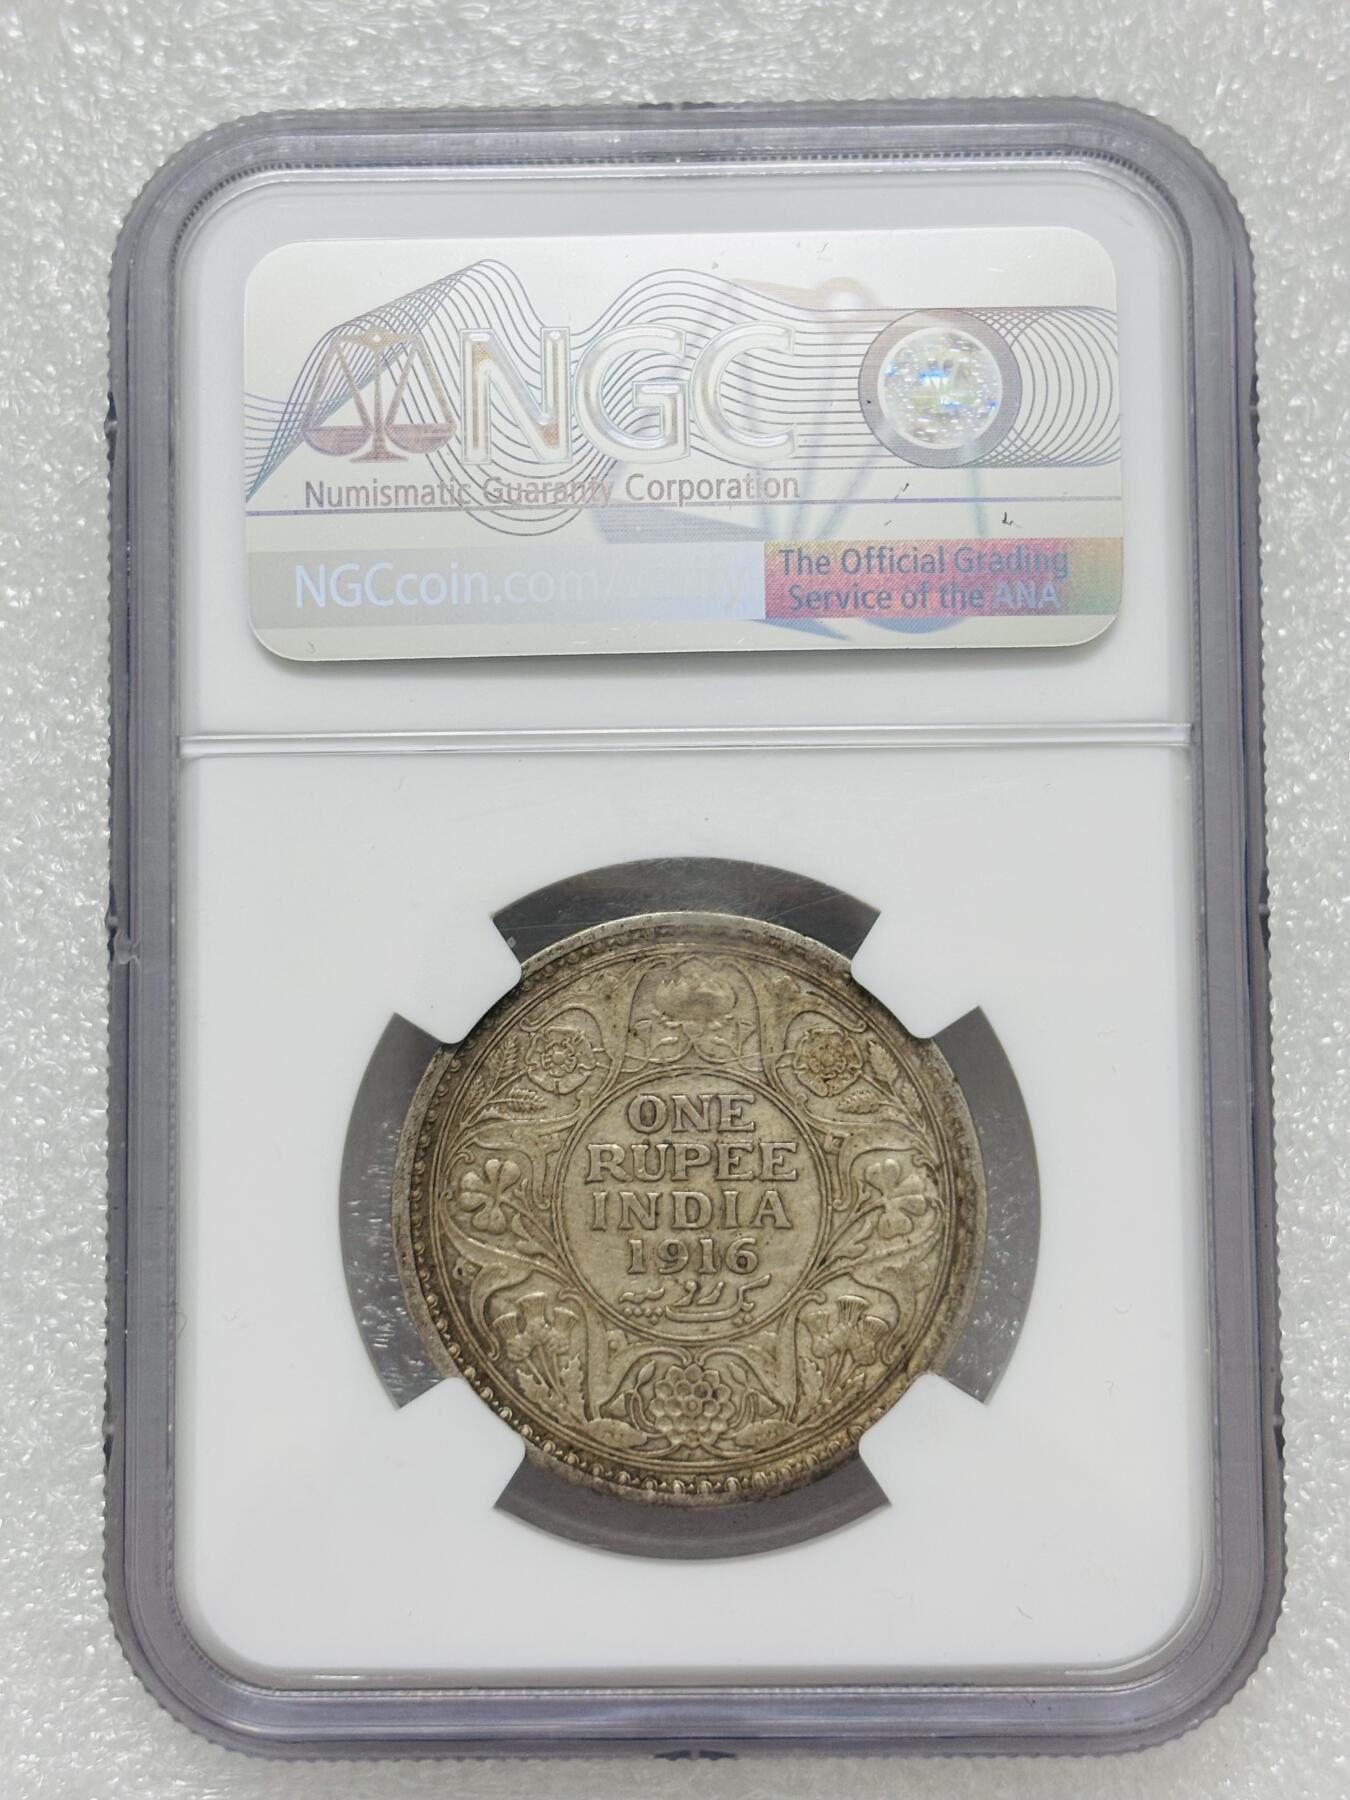 NGC
Numismatic Guaranty Corporation
NGCcoin.com/verify
The Official Grading
Service of the ANA
ONE
RUPEE
INDIA
1916
یک روپیہ